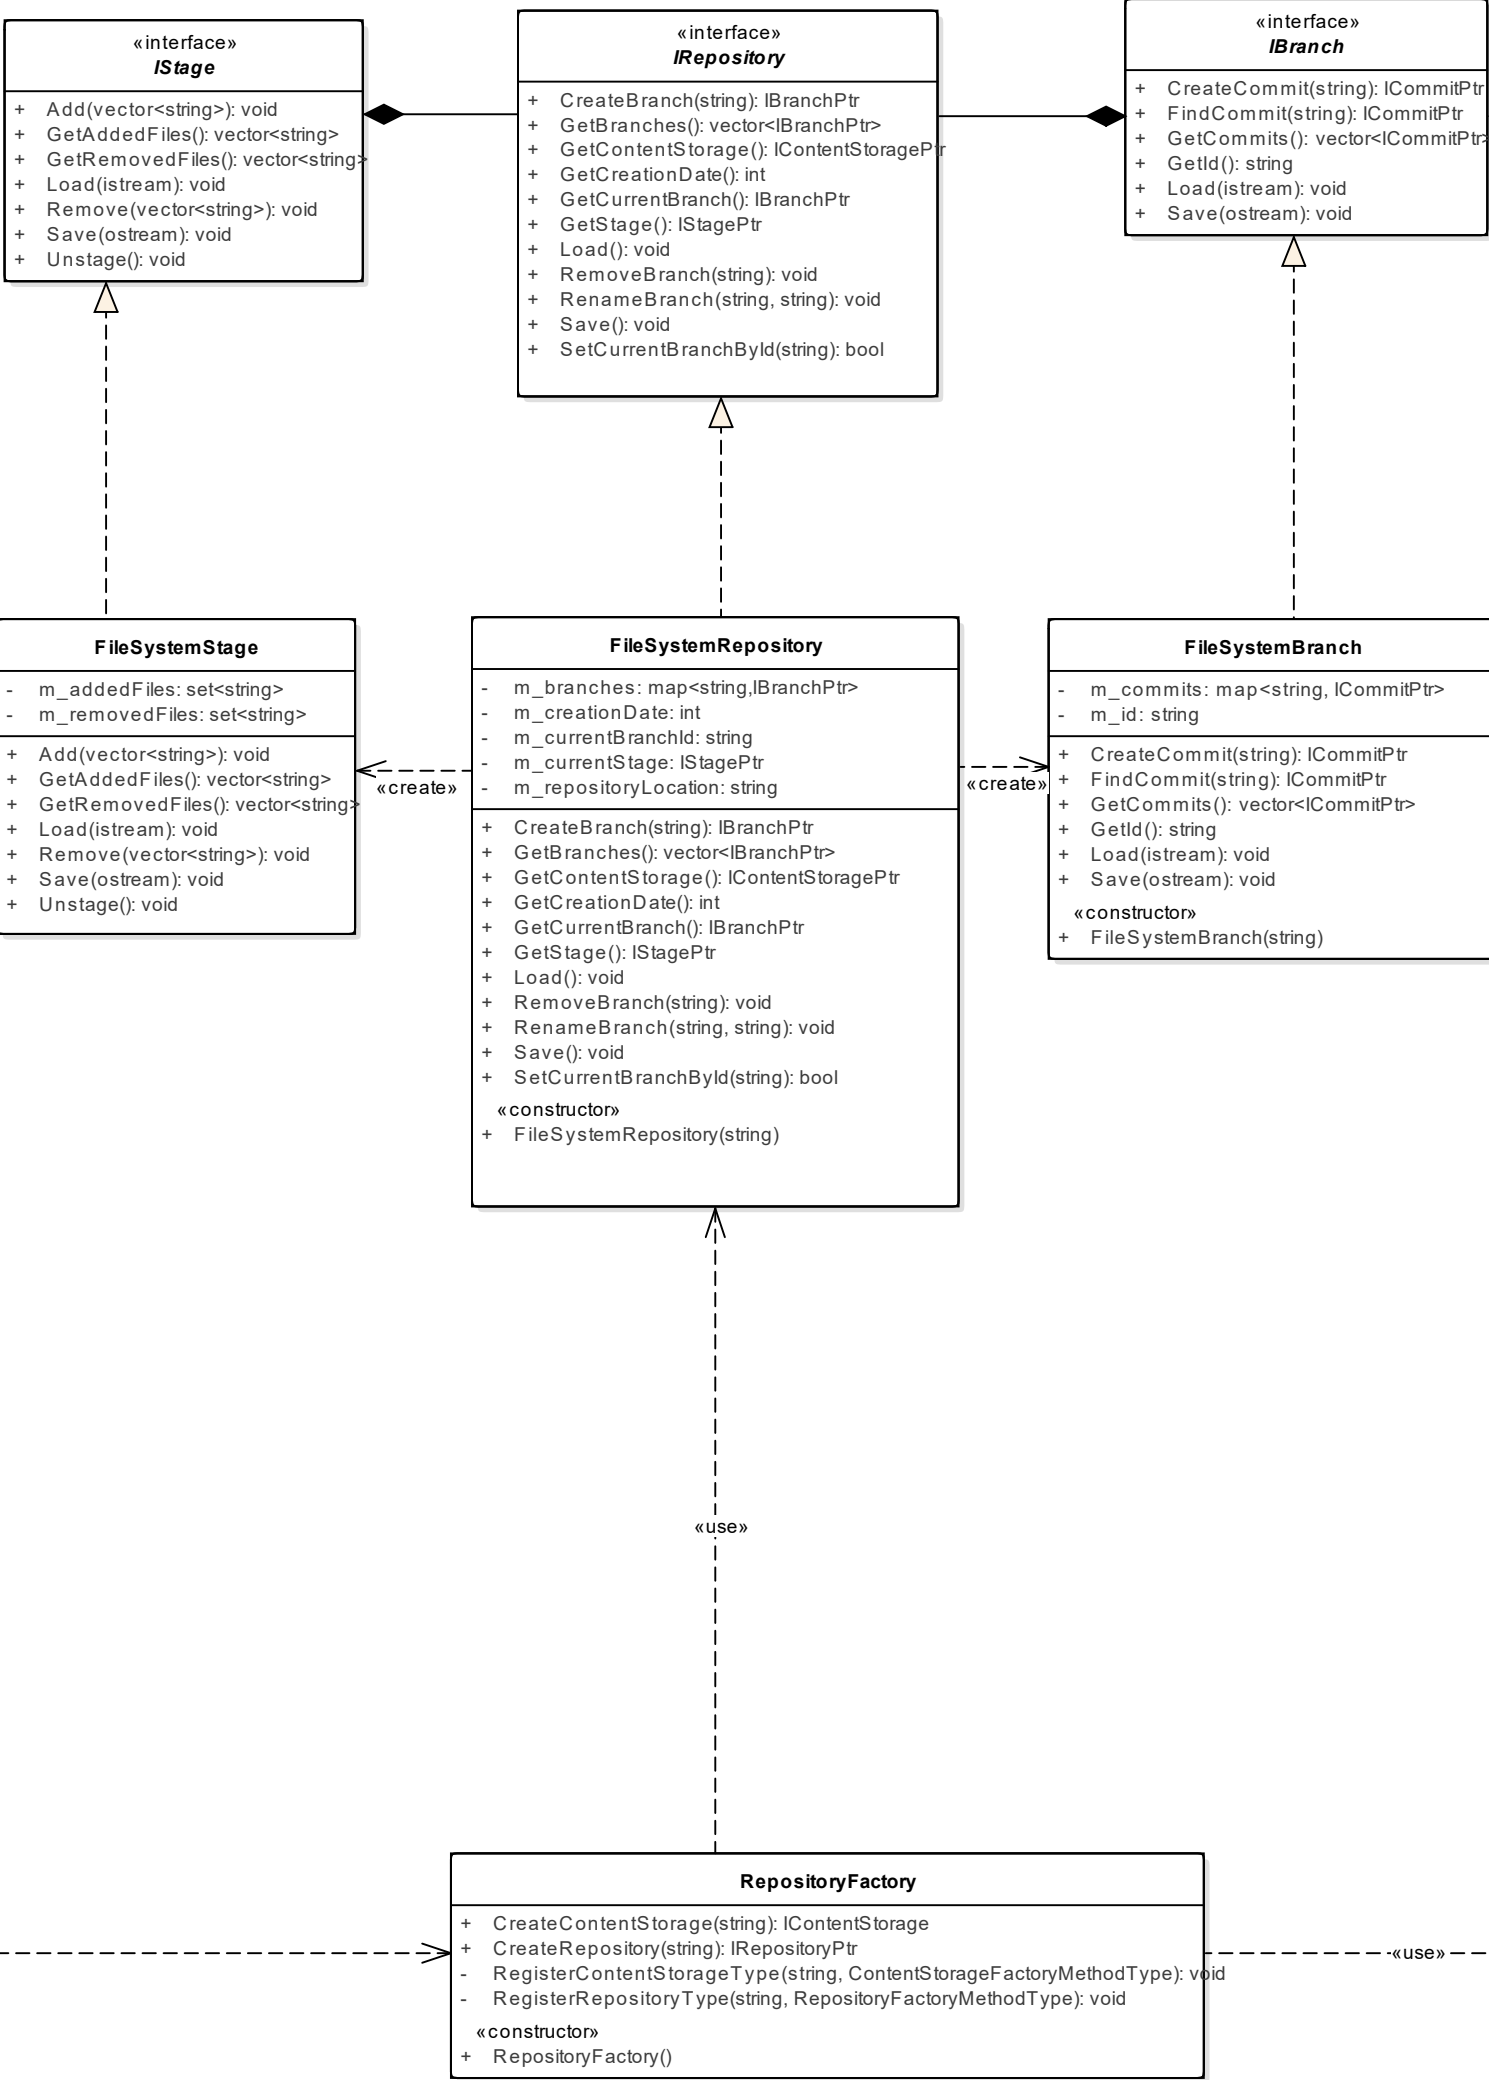 «interface»
IStage
+ Add(vector<string>): void
+ GetAddedFiles(): vector<string>
+ GetRemovedFiles(): vector<string>
+ Load(istream): void
+ Remove(vector<string>): void
+ Save(ostream): void
+ Unstage(): void
«interface»
IRepository
+ CreateBranch(string): IBranchPtr
+ GetBranches(): vector<IBranchPtr>
+ GetContentStorage(): IContentStoragePtr
+ GetCreationDate(): int
+ GetCurrentBranch(): IBranchPtr
+ GetStage(): IStagePtr
+ Load(): void
+ RemoveBranch(string): void
+ RenameBranch(string, string): void
+ Save(): void
+ SetCurrentBranchById(string): bool
«interface»
IBranch
+ CreateCommit(string): ICommitPtr
+ FindCommit(string): ICommitPtr
+ GetCommits(): vector<ICommitPtr>
+ GetId(): string
+ Load(istream): void
+ Save(ostream): void
FileSystemStage
- m_addedFiles: set<string>
- m_removedFiles: set<string>
+ Add(vector<string>): void
+ GetAddedFiles(): vector<string>
+ GetRemovedFiles(): vector<string>
+ Load(istream): void
+ Remove(vector<string>): void
+ Save(ostream): void
+ Unstage(): void
«create»
FileSystemRepository
- m_branches: map<string,IBranchPtr>
- m_creationDate: int
- m_currentBranchId: string
- m_currentStage: IStagePtr
- m_repositoryLocation: string
+ CreateBranch(string): IBranchPtr
+ GetBranches(): vector<IBranchPtr>
+ GetContentStorage(): IContentStoragePtr
+ GetCreationDate(): int
+ GetCurrentBranch(): IBranchPtr
+ GetStage(): IStagePtr
+ Load(): void
+ RemoveBranch(string): void
+ RenameBranch(string, string): void
+ Save(): void
+ SetCurrentBranchById(string): bool
«constructor»
+ FileSystemRepository(string)
«create»
FileSystemBranch
- m_commits: map<string, ICommitPtr>
- m_id: string
+ CreateCommit(string): ICommitPtr
+ FindCommit(string): ICommitPtr
+ GetCommits(): vector<ICommitPtr>
+ GetId(): string
+ Load(istream): void
+ Save(ostream): void
«constructor»
+ FileSystemBranch(string)
«use»
RepositoryFactory
+ CreateContentStorage(string): IContentStorage
+ CreateRepository(string): IRepositoryPtr
- RegisterContentStorageType(string, ContentStorageFactoryMethodType): void
- RegisterRepositoryType(string, RepositoryFactoryMethodType): void
«constructor»
+ RepositoryFactory()
«use»